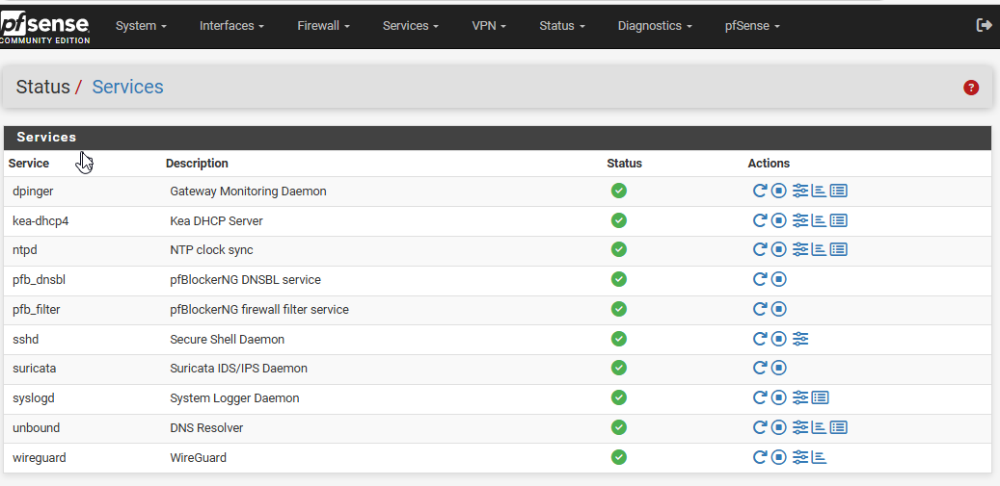 pfsense
COMMUNITY EDITION
System Interfaces Firewall Services VPN Status Diagnostics pfSense
Status / Services
?
Services
Service Description Status Actions
dpinger Gateway Monitoring Daemon
kea-dhcp4 Kea DHCP Server
ntpd NTP clock sync
pfb_dnsbl pfBlockerNG DNSBL service
pfb_filter pfBlockerNG firewall filter service
sshd Secure Shell Daemon
suricata Suricata IDS/IPS Daemon
syslogd System Logger Daemon
unbound DNS Resolver
wireguard WireGuard